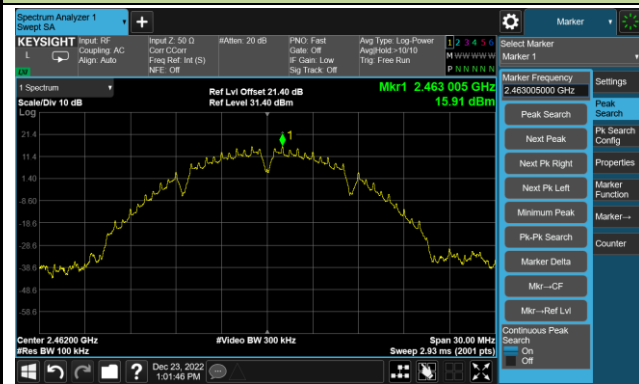 Spectrum Analyzer 1
Swept SA
+
Marker
KEYSIGHT
L
Input: RF
Coupling: AC
Align: Auto
Input Z: 50 Ω
Corr CCorr
Freq Ref: Int (S)
NFE: Off
#Atten: 20 dB
PNO: Fast
Gate: Off
IF Gain: Low
Sig Track: Off
Avg Type: Log-Power
Avg|Hold:>10/10
Trig: Free Run
1 2 3 4 5 6
M W W W W W
P N N N N N
Select Marker
Marker 1
1 Spectrum
Scale/Div 10 dB
Log
Ref Lvl Offset 21.40 dB
Ref Level 31.40 dBm
Mkr1 2.463 005 GHz
15.91 dBm
21.4
11.4
1.40
-8.60
-18.6
-28.6
-38.6
-48.6
-58.6
1
Center 2.46200 GHz
#Res BW 100 kHz
#Video BW 300 kHz
Span 30.00 MHz
Sweep 2.93 ms (2001 pts)
Marker Frequency
2.463005000 GHz
Peak Search
Next Peak
Next Pk Right
Next Pk Left
Minimum Peak
Pk-Pk Search
Marker Delta
Mkr→CF
Mkr→Ref Lvl
Continuous Peak
Search
On
Off
Settings
Peak
Search
Pk Search
Config
Properties
Marker
Function
Marker→
Counter
?
Dec 23, 2022
1:01:46 PM